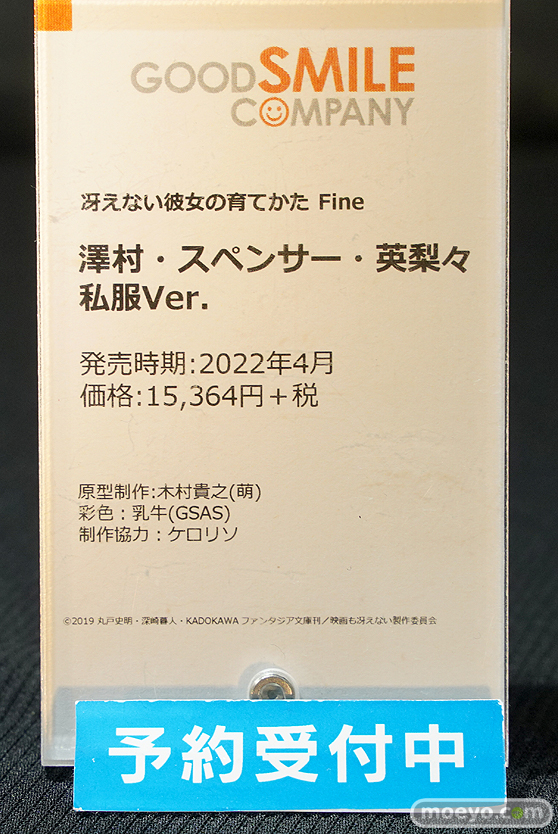 GOODSMILE
COMPANY
冴えない彼女の育てかた Fine
澤村・スペンサー・英梨々
私服Ver.
発売時期:2022年4月
価格:15,364円＋税
原型制作:木村貴之(萌)
彩色：乳牛(GSAS)
制作協力：ケロリソ
©2019 丸戸史明・深崎暮人・KADOKAWA ファンタジア文庫刊／映画も冴えない製作委員会
予約受付中
moeyo.com